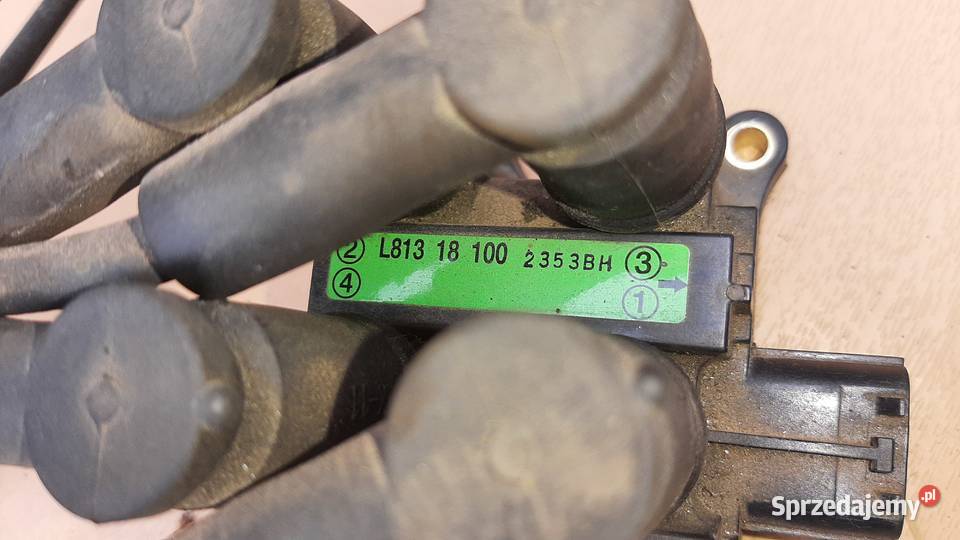 ② L813 18 100 2353BH ③
④ ①
Sprzedajemy.pl